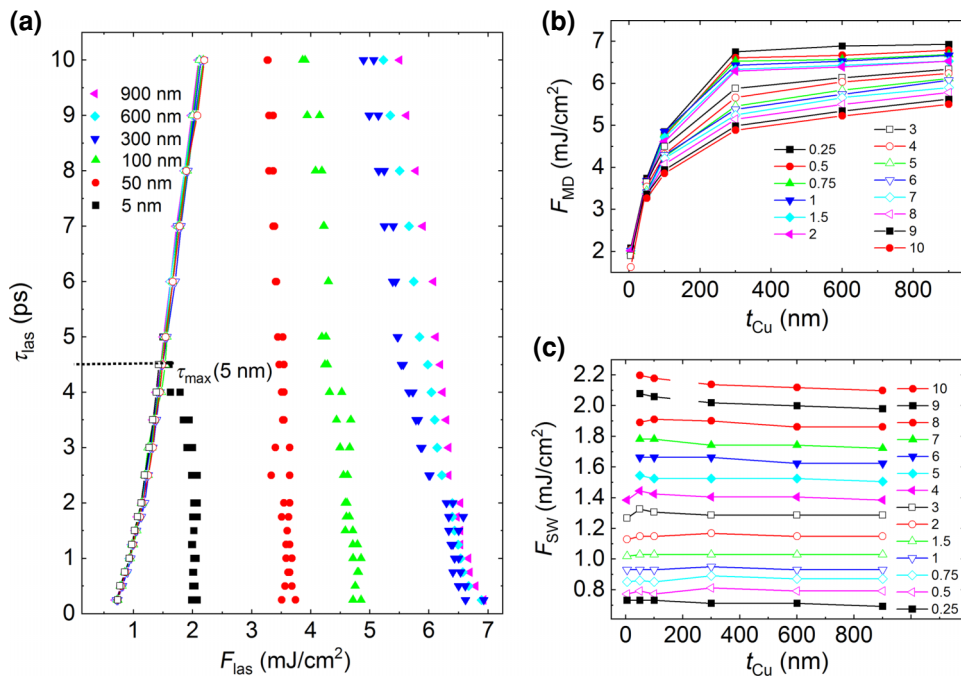 (a)
10
9
8
7
6
5
4
3
2
1
0
τlas (ps)
900 nm
600 nm
300 nm
100 nm
50 nm
5 nm
τmax(5 nm)
1 2 3 4 5 6 7
Flas (mJ/cm²)
(b)
7
6
5
4
3
2
FMD (mJ/cm²)
0.25
0.5
0.75
1
1.5
2
3
4
5
6
7
8
9
10
0 200 400 600 800
tCu (nm)
(c)
2.2
2.0
1.8
1.6
1.4
1.2
1.0
0.8
FSW (mJ/cm²)
10
9
8
7
6
5
4
3
2
1.5
1
0.75
0.5
0.25
0 200 400 600 800
tCu (nm)